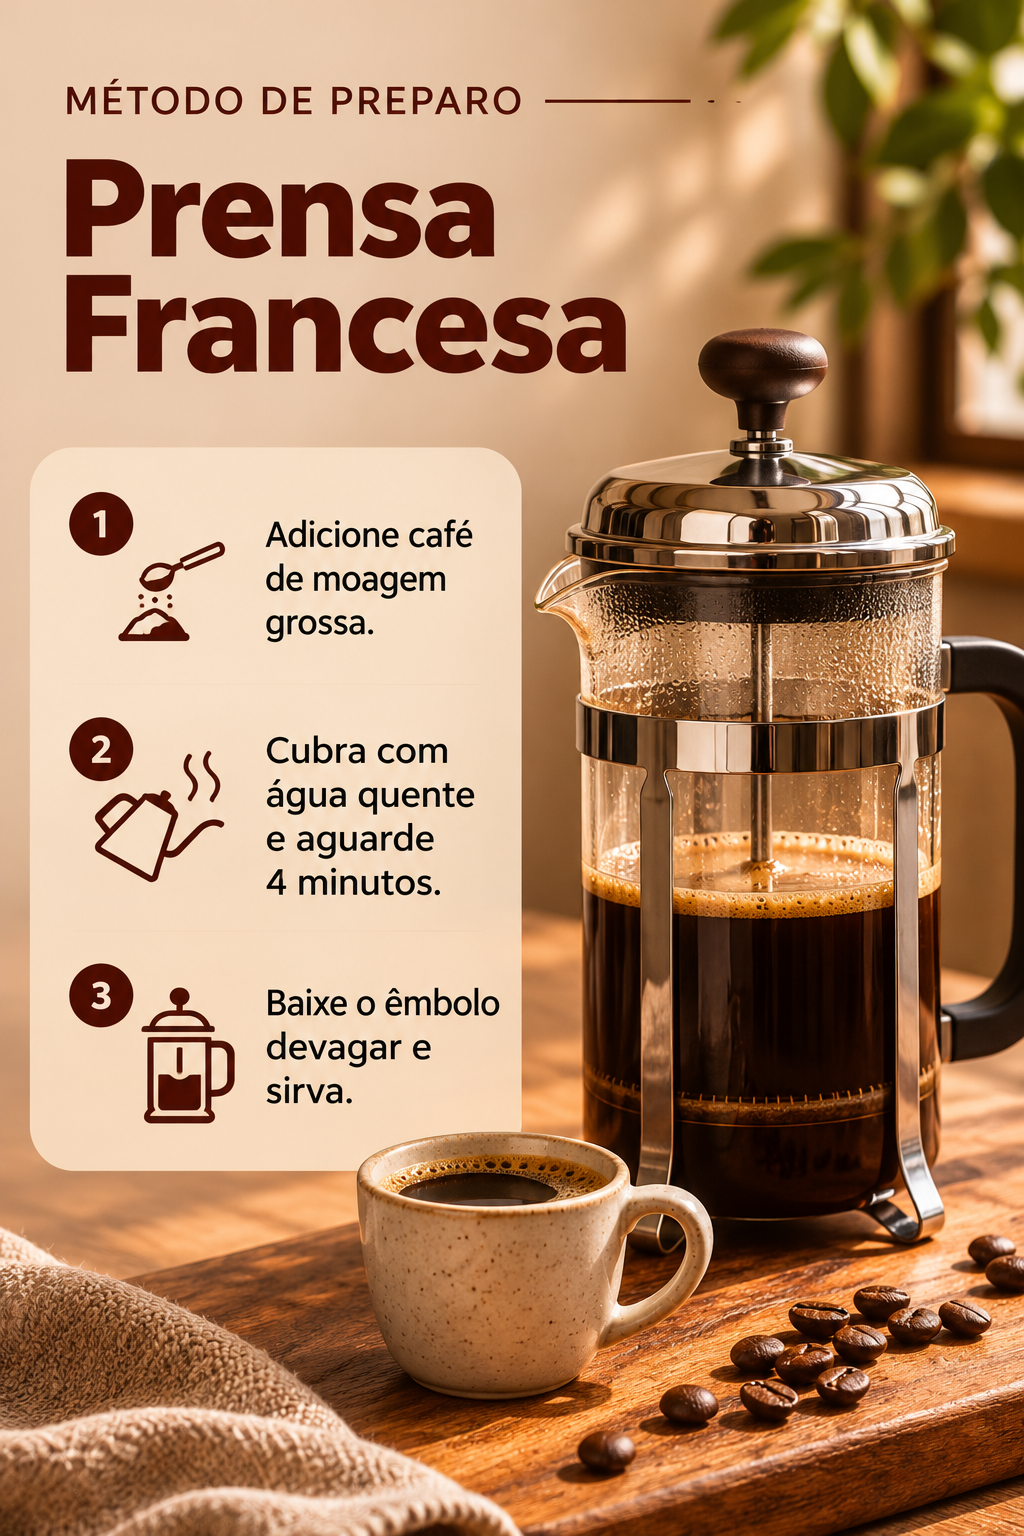 MÉTODO DE PREPARO
Prensa
Francesa
1
Adicione café
de moagem
grossa.
2
Cubra com
água quente
e aguarde
4 minutos.
3
Baixe o êmbolo
devagar e
sirva.